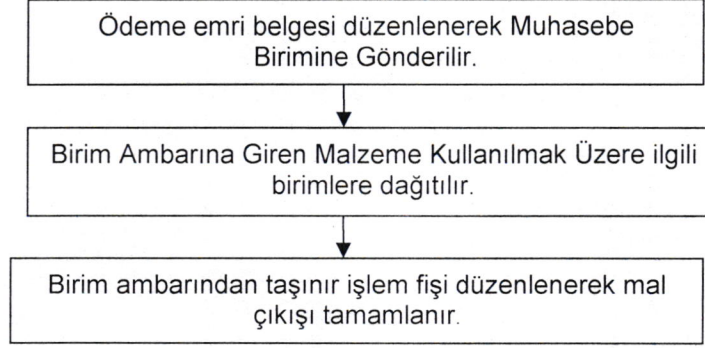 Ödeme emri belgesi düzenlenerek Muhasebe
Birimine Gönderilir.
Birim Ambarına Giren Malzeme Kullanılmak Üzere ilgili
birimlere dağıtılır.
Birim ambarından taşınır işlem fişi düzenlenerek mal
çıkışı tamamlanır.